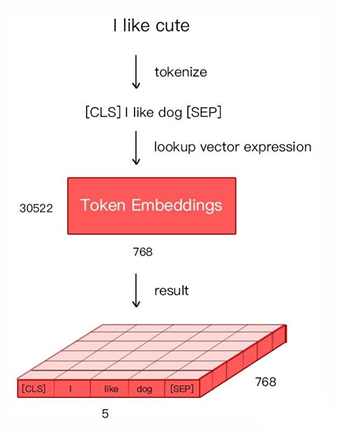 I like cute
tokenize
[CLS] I like dog [SEP]
lookup vector expression
30522
Token Embeddings
768
result
[CLS] I like dog [SEP]
768
5